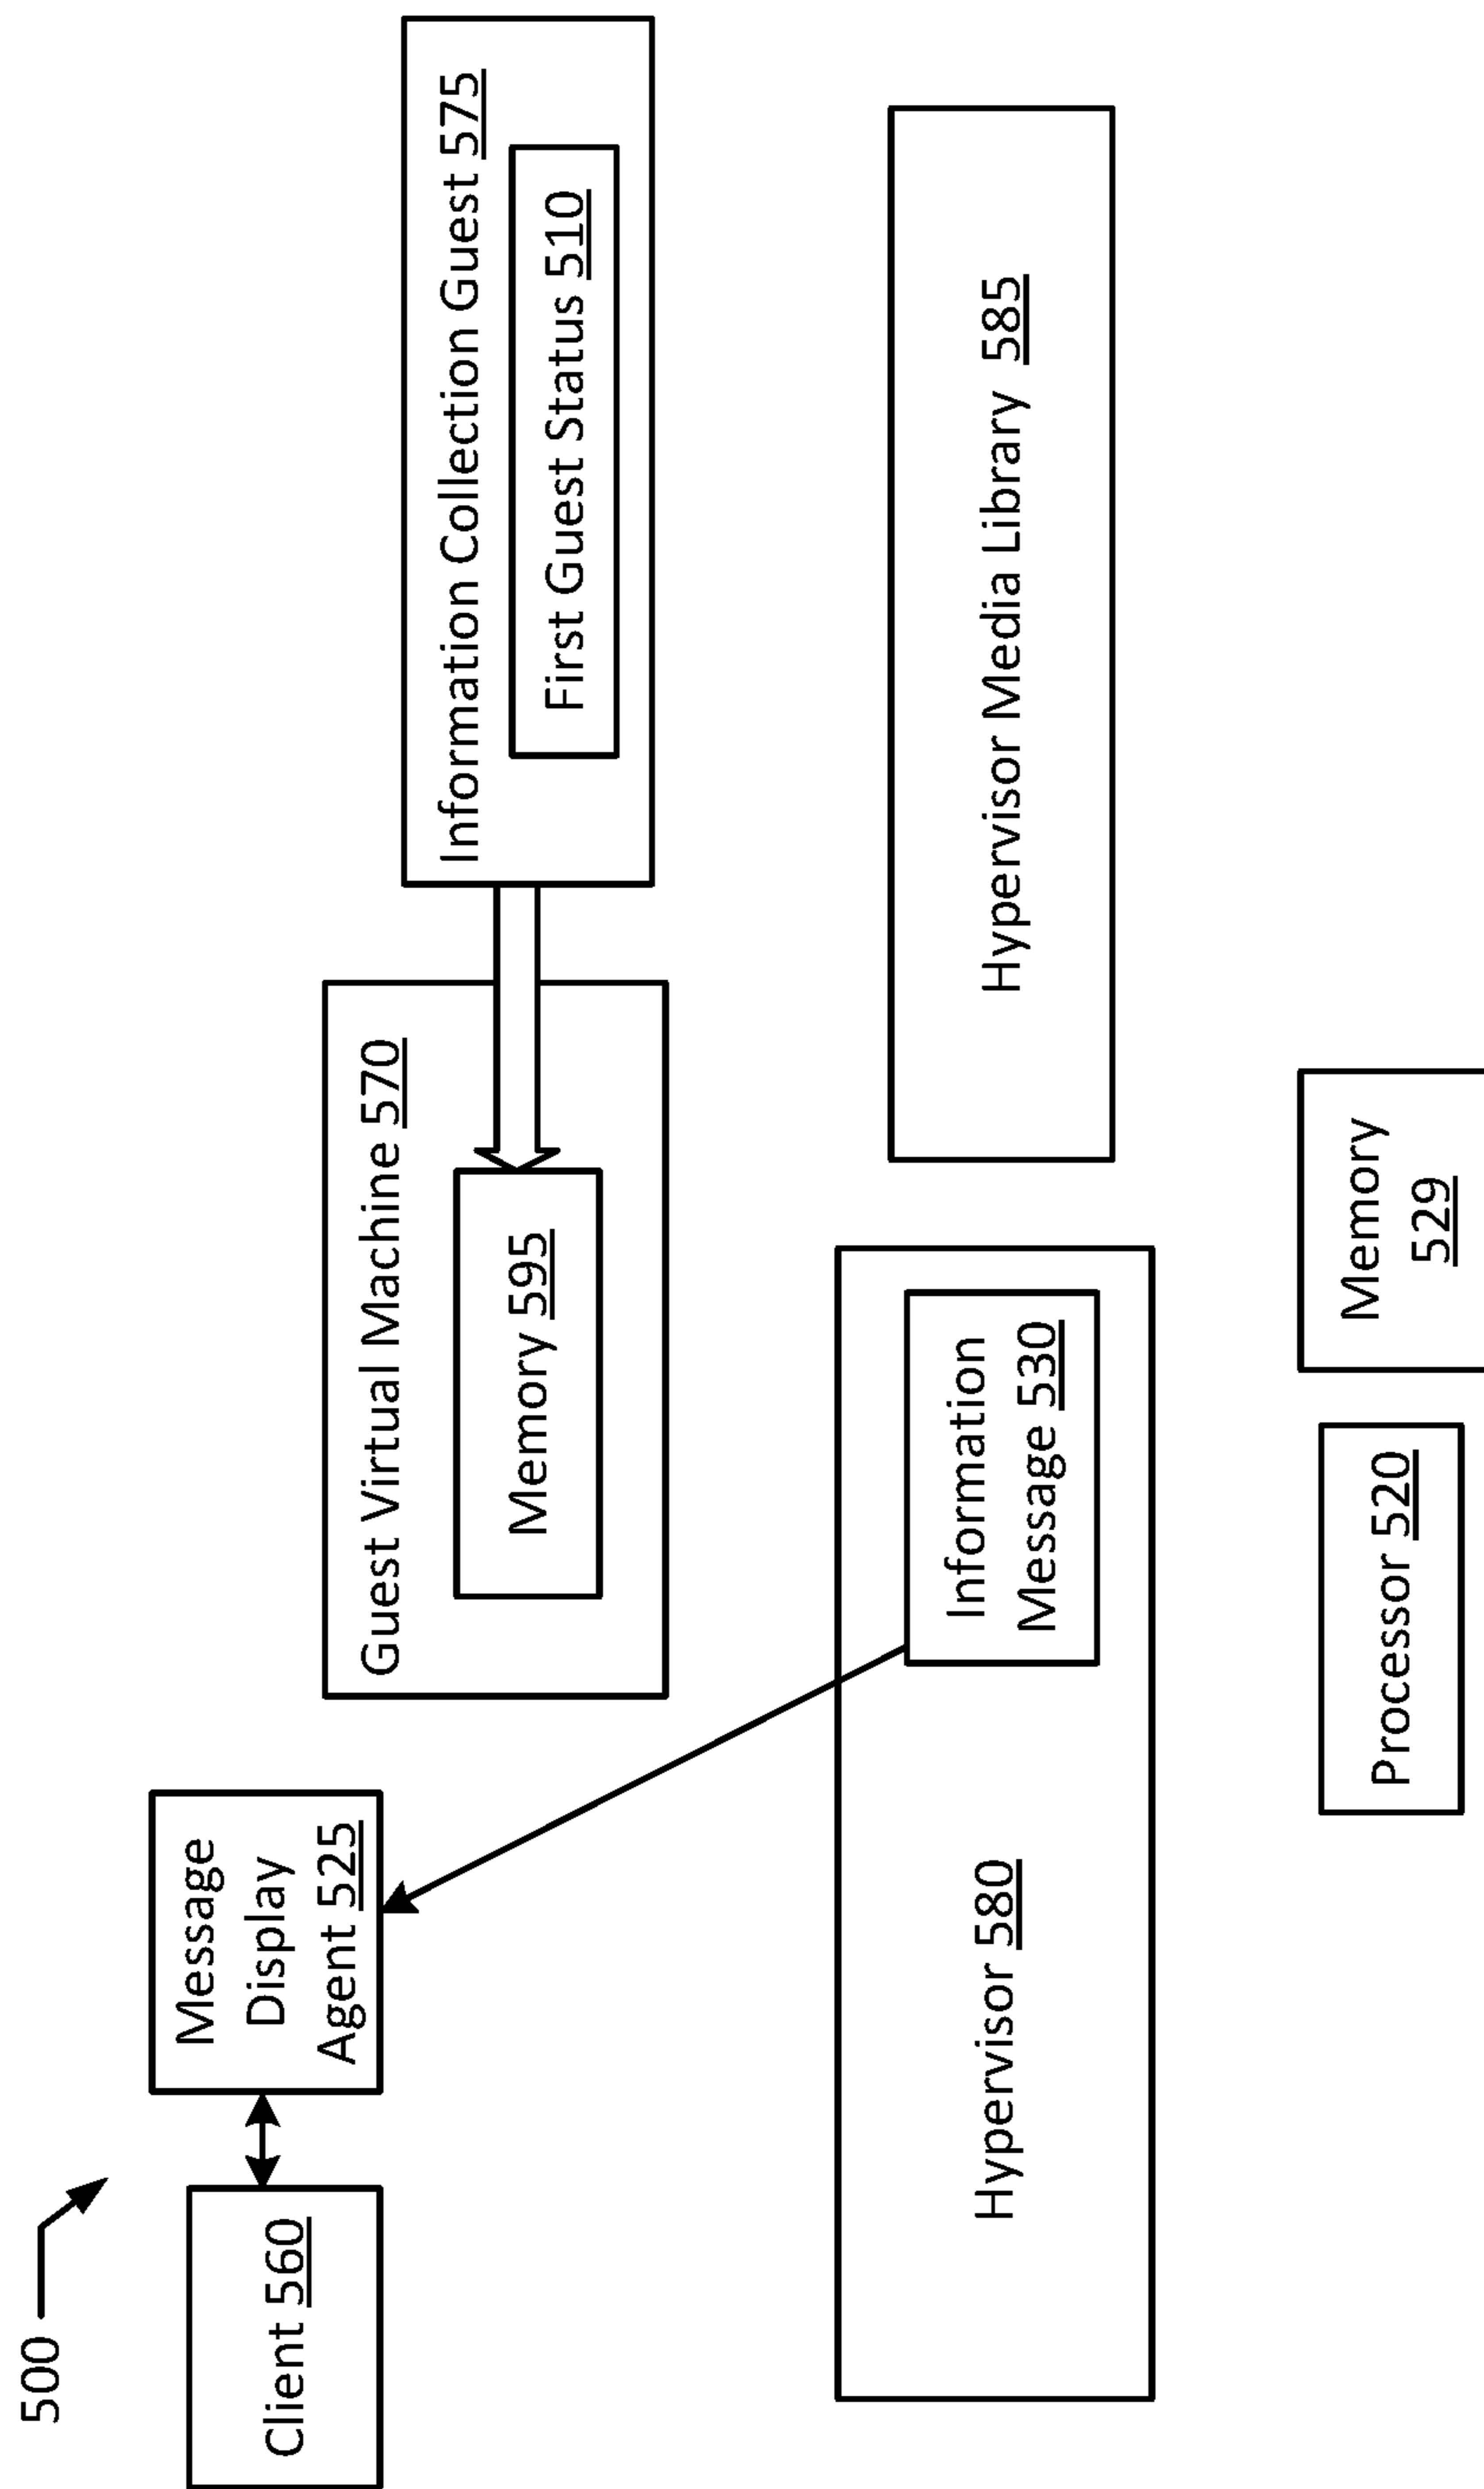 500
Client 560
Message
Display
Agent 525
Guest Virtual Machine 570
Memory 595
Information Collection Guest 575
First Guest Status 510
Hypervisor 580
Information
Message 530
Hypervisor Media Library 585
Processor 520
Memory
529